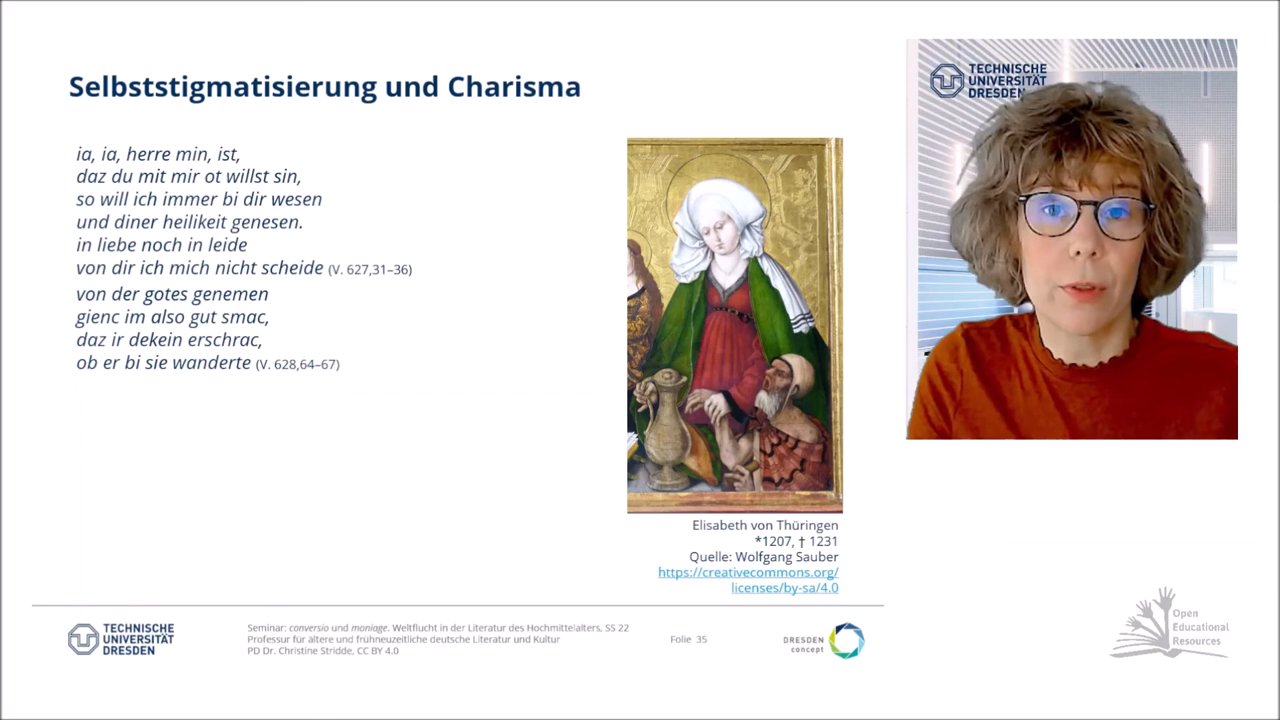 Selbststigmatisierung und Charisma
ia, ia, herre min, ist,
daz du mit mir ot willst sin,
so will ich immer bi dir wesen
und diner heilikeit genesen.
in liebe noch in leide
von dir ich mich nicht scheide (V. 627,31–36)
von der gotes genemen
gienc im also gut smac,
daz ir dekein erschrac,
ob er bi sie wanderte (V. 628,64–67)
Elisabeth von Thüringen
*1207, † 1231
Quelle: Wolfgang Sauber
https://creativecommons.org/
licenses/by-sa/4.0
TECHNISCHE
UNIVERSITÄT
DRESDEN
TECHNISCHE
UNIVERSITÄT
DRESDEN
Seminar: conversio und moniage. Weltflucht in der Literatur des Hochmittelalters, SS 22
Professur für ältere und frühneuzeitliche deutsche Literatur und Kultur
PD Dr. Christine Stridde, CC BY 4.0
Folie 35
DRESDEN
concept
Open
Educational
Resources